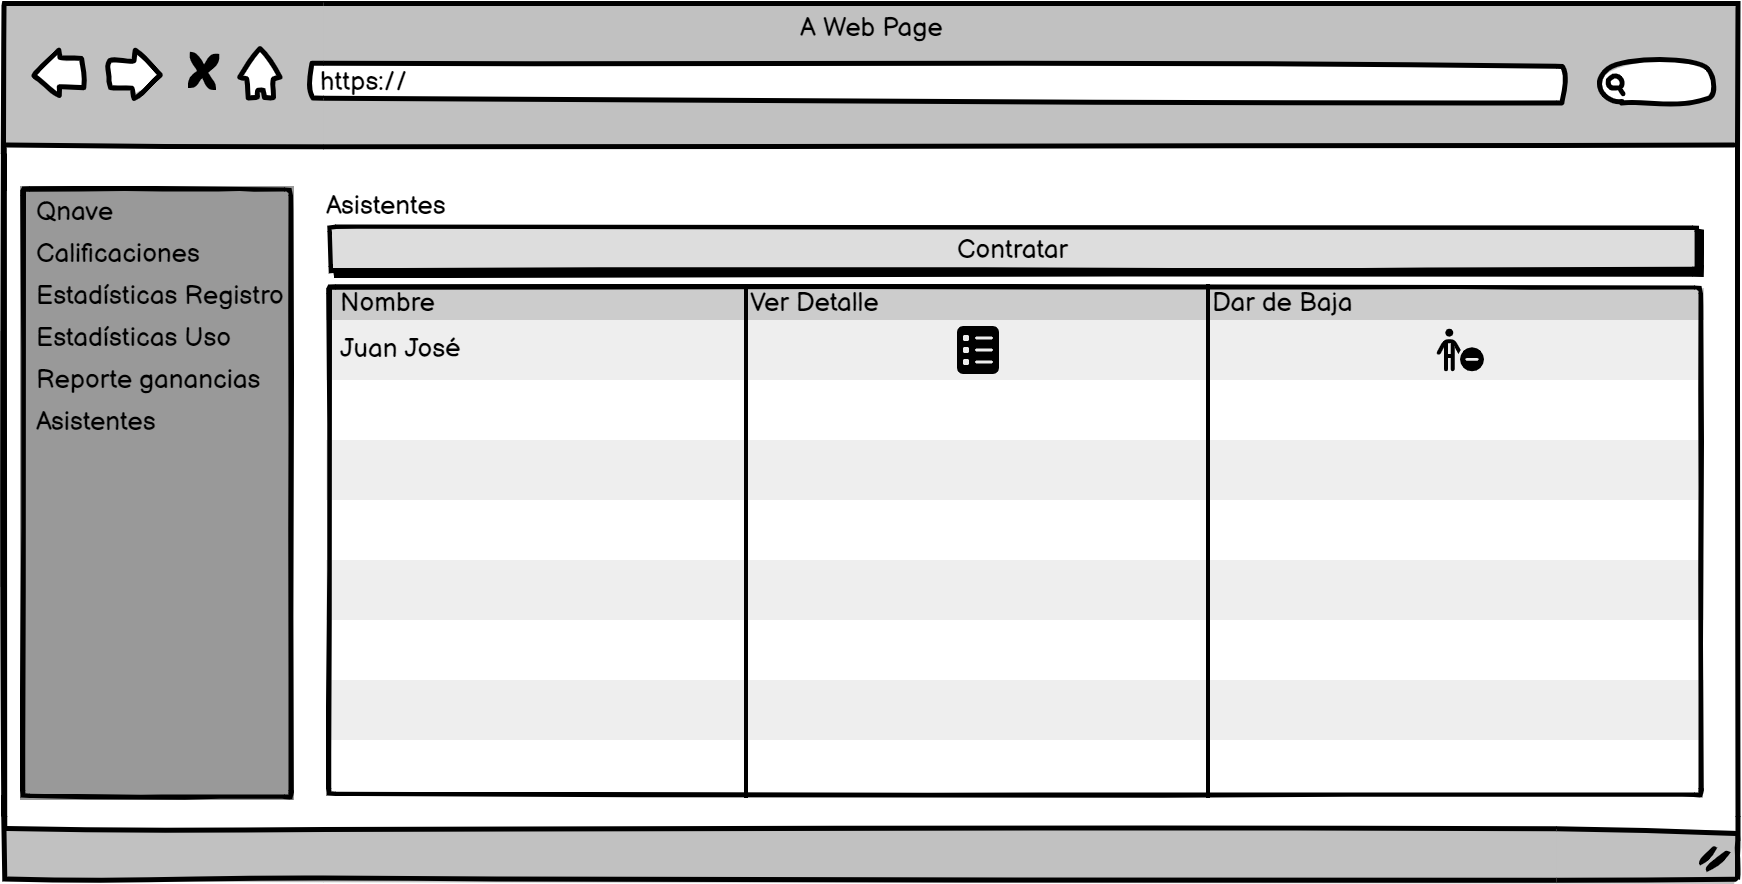 A Web Page
https://
Qnave
Calificaciones
Estadísticas Registro
Estadísticas Uso
Reporte ganancias
Asistentes
Asistentes
Contratar
Nombre
Ver Detalle
Dar de Baja
Juan José